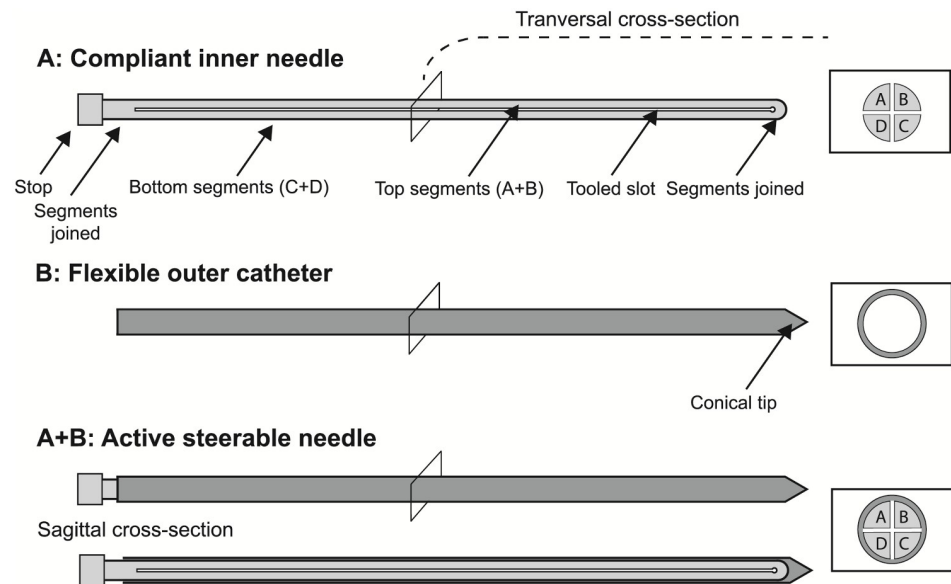 Tranversal cross-section
A: Compliant inner needle
A B
D C
Stop
Segments
joined
Bottom segments (C+D)
Top segments (A+B)
Tooled slot
Segments joined
B: Flexible outer catheter
Conical tip
A+B: Active steerable needle
A B
D C
Sagittal cross-section